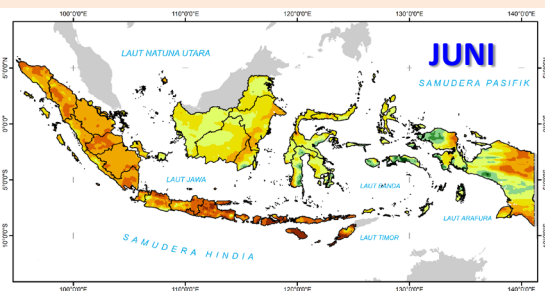 100°0'0"E 110°0'0"E 120°0'0"E 130°0'0"E 140°0'0"E
LAUT NATUNA UTARA
JUNI
SAMUDERA PASIFIK
5°0'0"N
0°0'0"
LAUT JAWA
LAUT BANDA
5°0'0"S
LAUT ARAFURA
10°0'0"S
LAUT TIMOR
SAMUDERA HINDIA
100°0'0"E 110°0'0"E 120°0'0"E 130°0'0"E 140°0'0"E